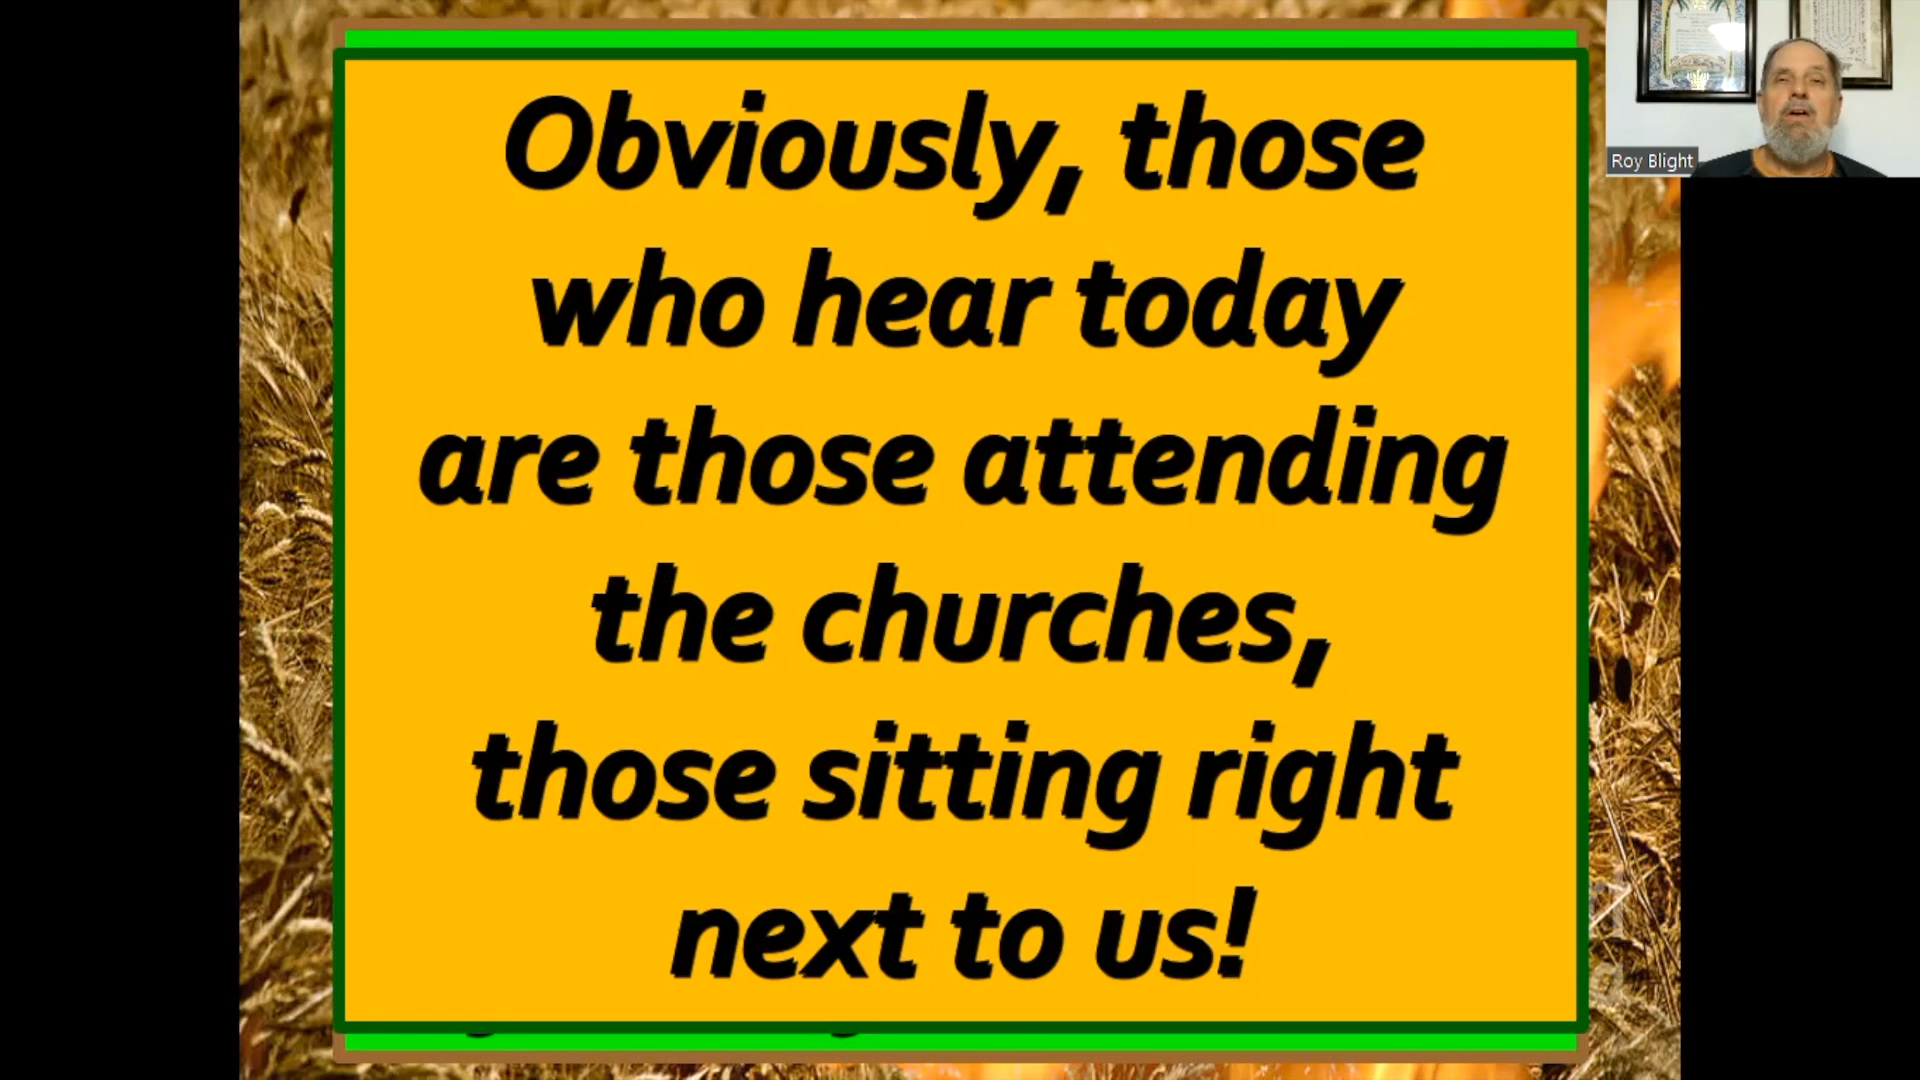 Obviously, those
who hear today
are those attending
the churches,
those sitting right
next to us!
Roy Blight